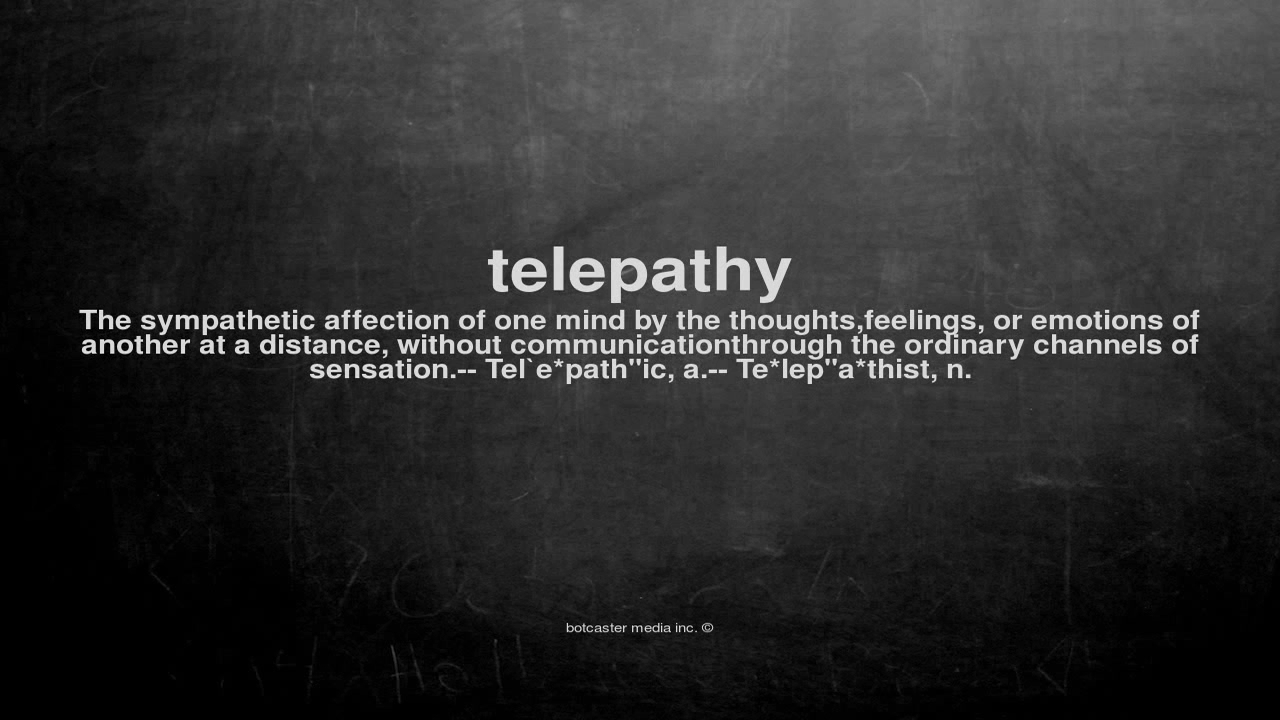 telepathy
The sympathetic affection of one mind by the thoughts,feelings, or emotions of
another at a distance, without communicationthrough the ordinary channels of
sensation.-- Tel`e*path"ic, a.-- Te*lep"a*thist, n.
botcaster media inc. ©